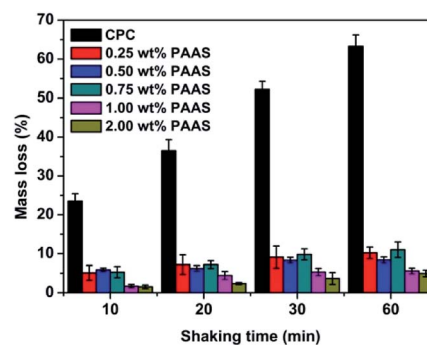 70
60
50
40
30
20
10
0
Mass loss (%)
CPC
0.25 wt% PAAS
0.50 wt% PAAS
0.75 wt% PAAS
1.00 wt% PAAS
2.00 wt% PAAS
10 20 30 60
Shaking time (min)